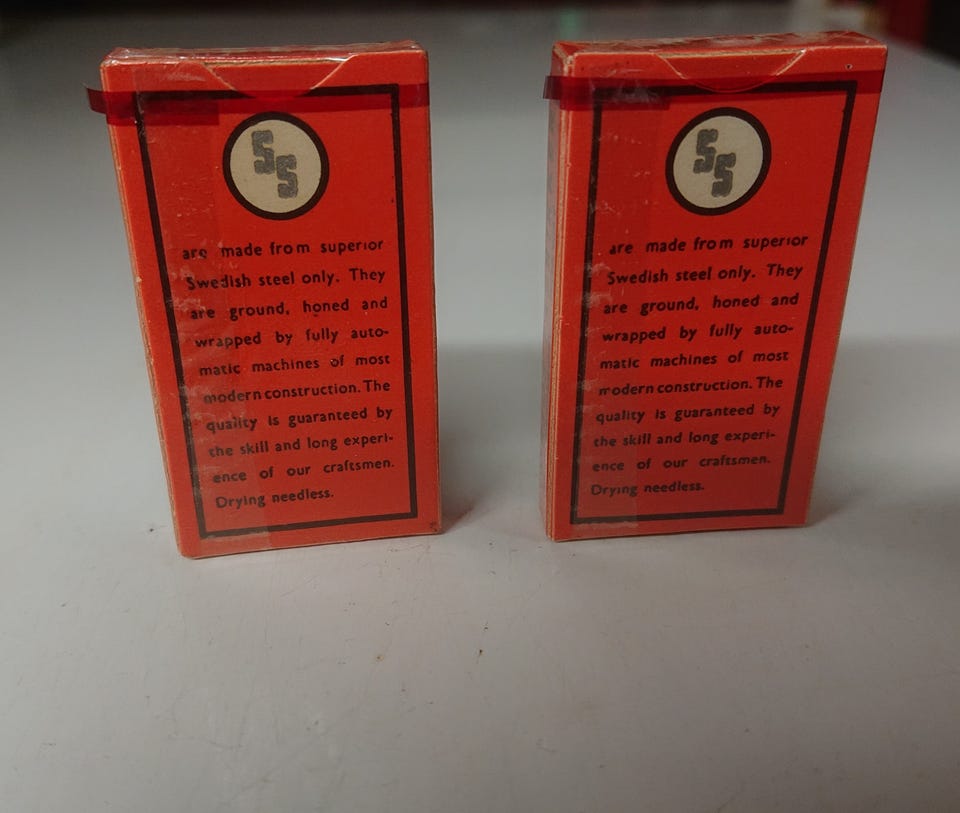 SS
are made from superior
Swedish steel only. They
are ground, honed and
wrapped by fully auto-
matic machines of most
modern construction. The
quality is guaranteed by
the skill and long experi-
ence of our craftsmen.
Drying needless.
SS
are made from superior
Swedish steel only. They
are ground, honed and
wrapped by fully auto-
matic machines of most
modern construction. The
quality is guaranteed by
the skill and long experi-
ence of our craftsmen.
Drying needless.